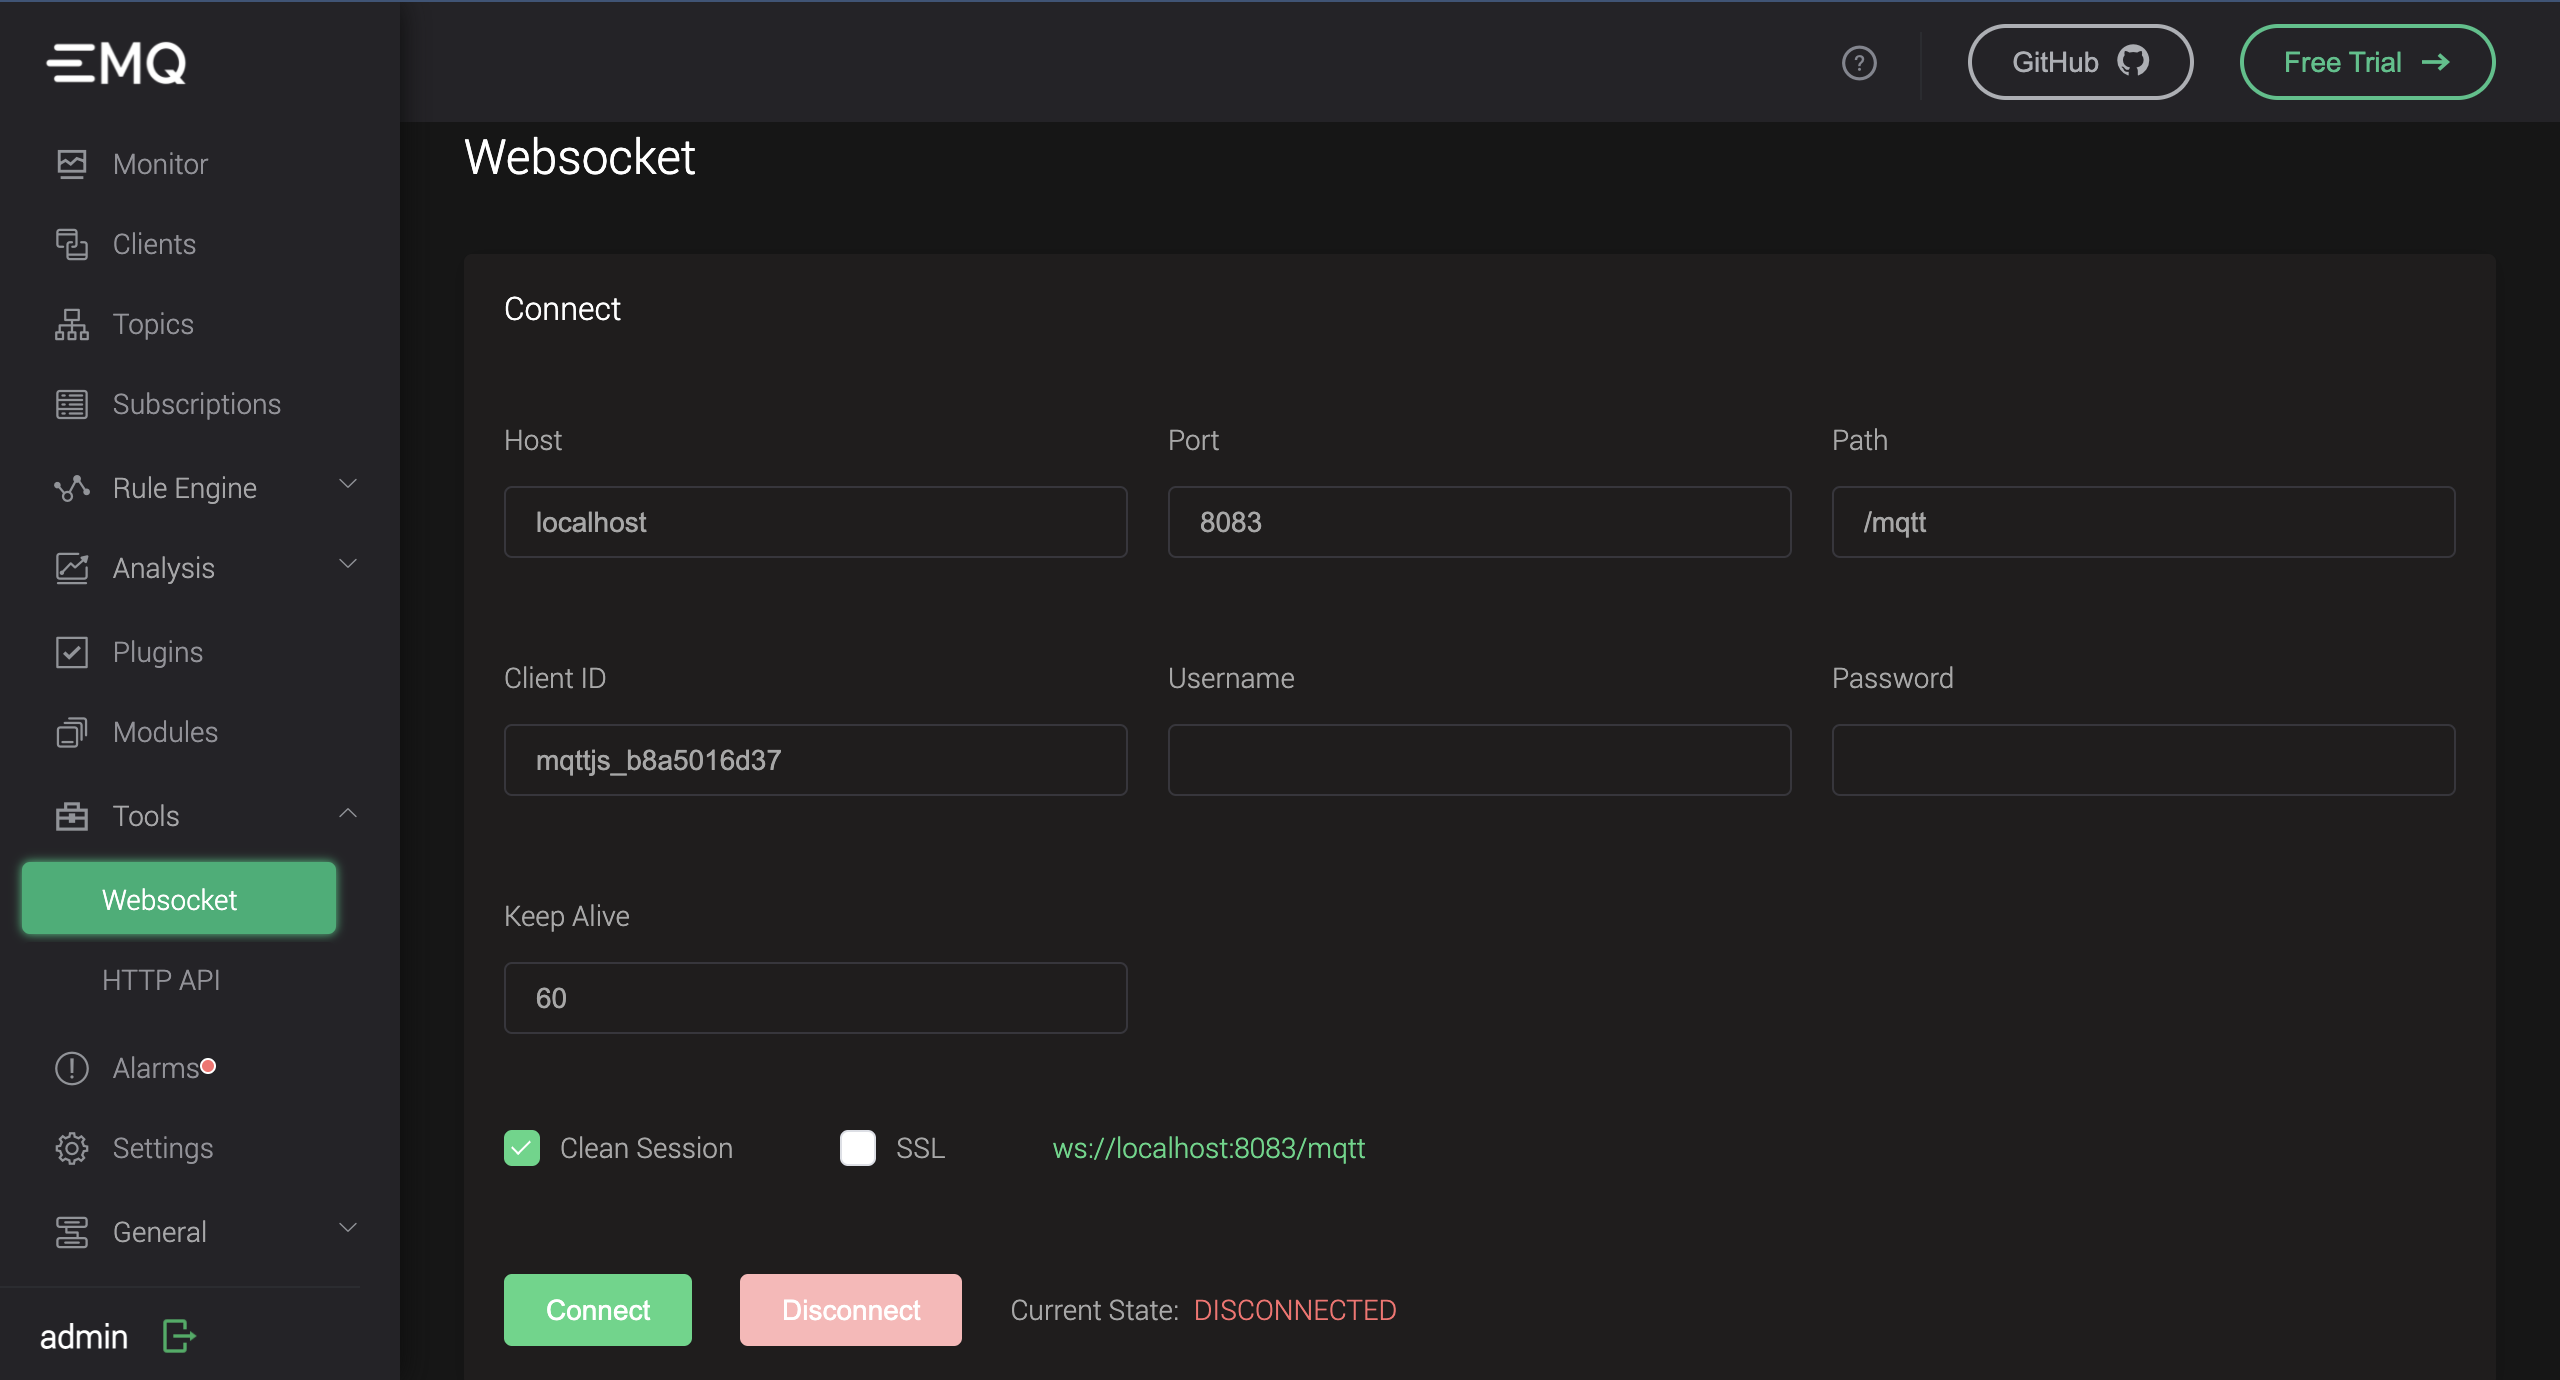 EMQ
Monitor
Clients
Topics
Subscriptions
Rule Engine
Analysis
Plugins
Modules
Tools
Websocket
HTTP API
Alarms
Settings
General
admin
?
GitHub
Free Trial →
Websocket
Connect
Host
Port
Path
localhost
8083
/mqtt
Client ID
Username
Password
mqttjs_b8a5016d37
Keep Alive
60
Clean Session
SSL
ws://localhost:8083/mqtt
Connect
Disconnect
Current State: DISCONNECTED